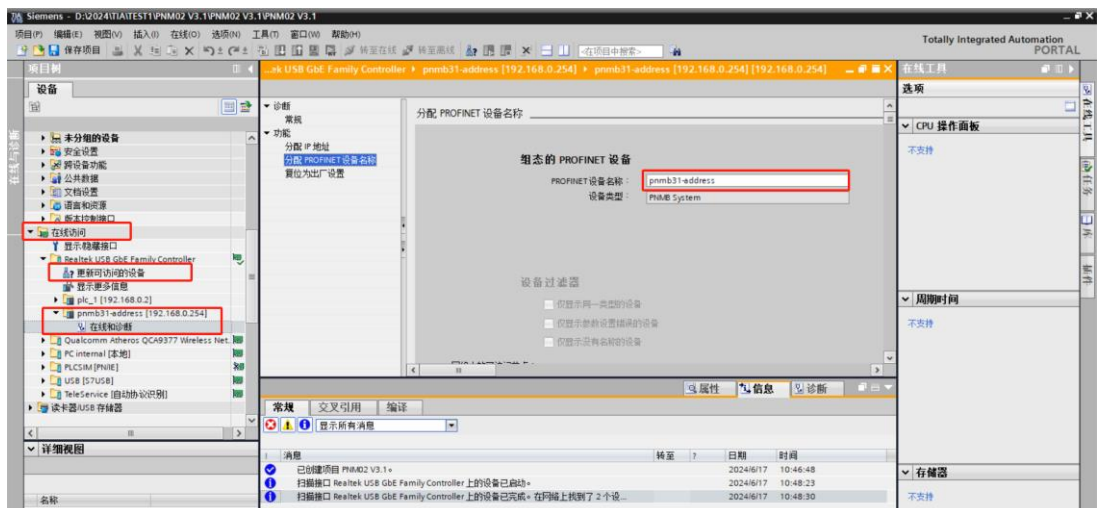 Siemens - D:\2024\TIA\TEST1\PNM02 V3.1\PNM02 V3.1\PNM02 V3.1
项目(P) 编辑(E) 视图(V) 插入(I) 在线(O) 选项(N) 工具(T) 窗口(W) 帮助(H)
保存项目 转至在线 转至离线 <在项目中搜索>
Totally Integrated Automation
PORTAL
项目树
设备
未分组的设备
安全设置
跨设备功能
公共数据
文档设置
语言和资源
版本控制接口
在线访问
显示/隐藏接口
Realtek USB GbE Family Controller
更新可访问的设备
显示更多信息
plc_1 [192.168.0.2]
pnmb31-address [192.168.0.254]
在线和诊断
Qualcomm Atheros QCA9377 Wireless Net.
PC internal [本地]
PLCSIM [PN/IE]
USB [S7USB]
TeleService [自动协议识别]
读卡器/USB 存储器
详细视图
名称
...ek USB GbE Family Controller pnmb31-address [192.168.0.254] pnmb31-address [192.168.0.254] [192.168.0.254]
诊断
常规
功能
分配 IP 地址
分配 PROFINET 设备名称
复位为出厂设置
分配 PROFINET 设备名称
组态的 PROFINET 设备
PROFINET 设备名称： pnmb31-address
设备类型： PNMB System
设备过滤器
仅显示同一类型的设备
仅显示参数设置错误的设备
仅显示没有名称的设备
属性 信息 诊断
常规 交叉引用 编译
显示所有消息
! 消息 转至 ? 日期 时间
已创建项目 PNM02 V3.1。 2024/6/17 10:46:48
扫描接口 Realtek USB GbE Family Controller 上的设备已启动。 2024/6/17 10:48:23
扫描接口 Realtek USB GbE Family Controller 上的设备已完成。在网络上找到了 2 个设... 2024/6/17 10:48:30
在线工具
选项
CPU 操作面板
不支持
周期时间
不支持
存储器
不支持
在线工具
任务
库
插件
在线与诊断